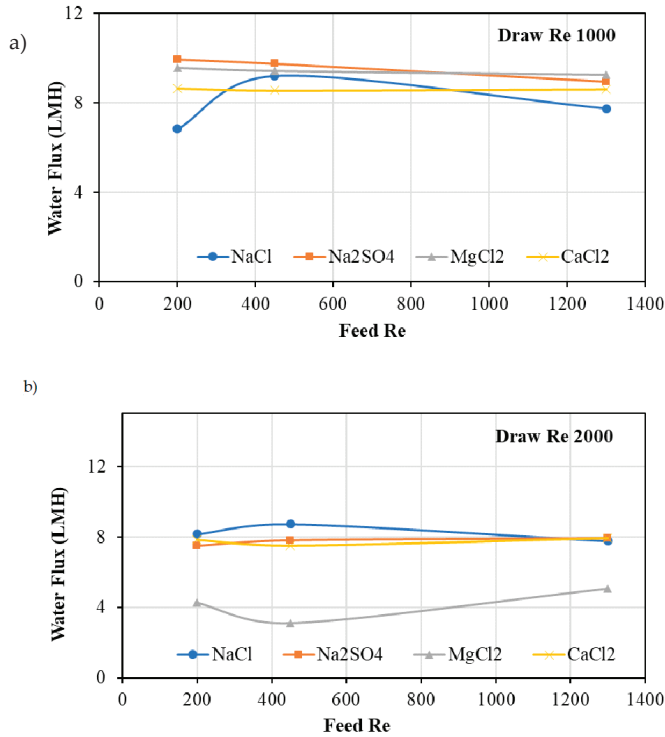 a)
Draw Re 1000
Water Flux (LMH)
12
8
4
0
NaCl Na2SO4 MgCl2 CaCl2
0 200 400 600 800 1000 1200 1400
Feed Re
b)
Draw Re 2000
Water Flux (LMH)
12
8
4
0
NaCl Na2SO4 MgCl2 CaCl2
0 200 400 600 800 1000 1200 1400
Feed Re